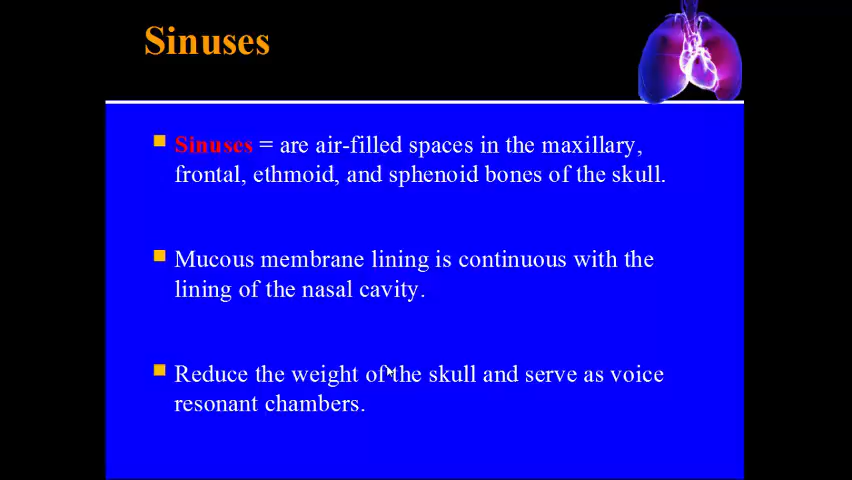 Sinuses
Sinuses = are air-filled spaces in the maxillary,
frontal, ethmoid, and sphenoid bones of the skull.
Mucous membrane lining is continuous with the
lining of the nasal cavity.
Reduce the weight of the skull and serve as voice
resonant chambers.